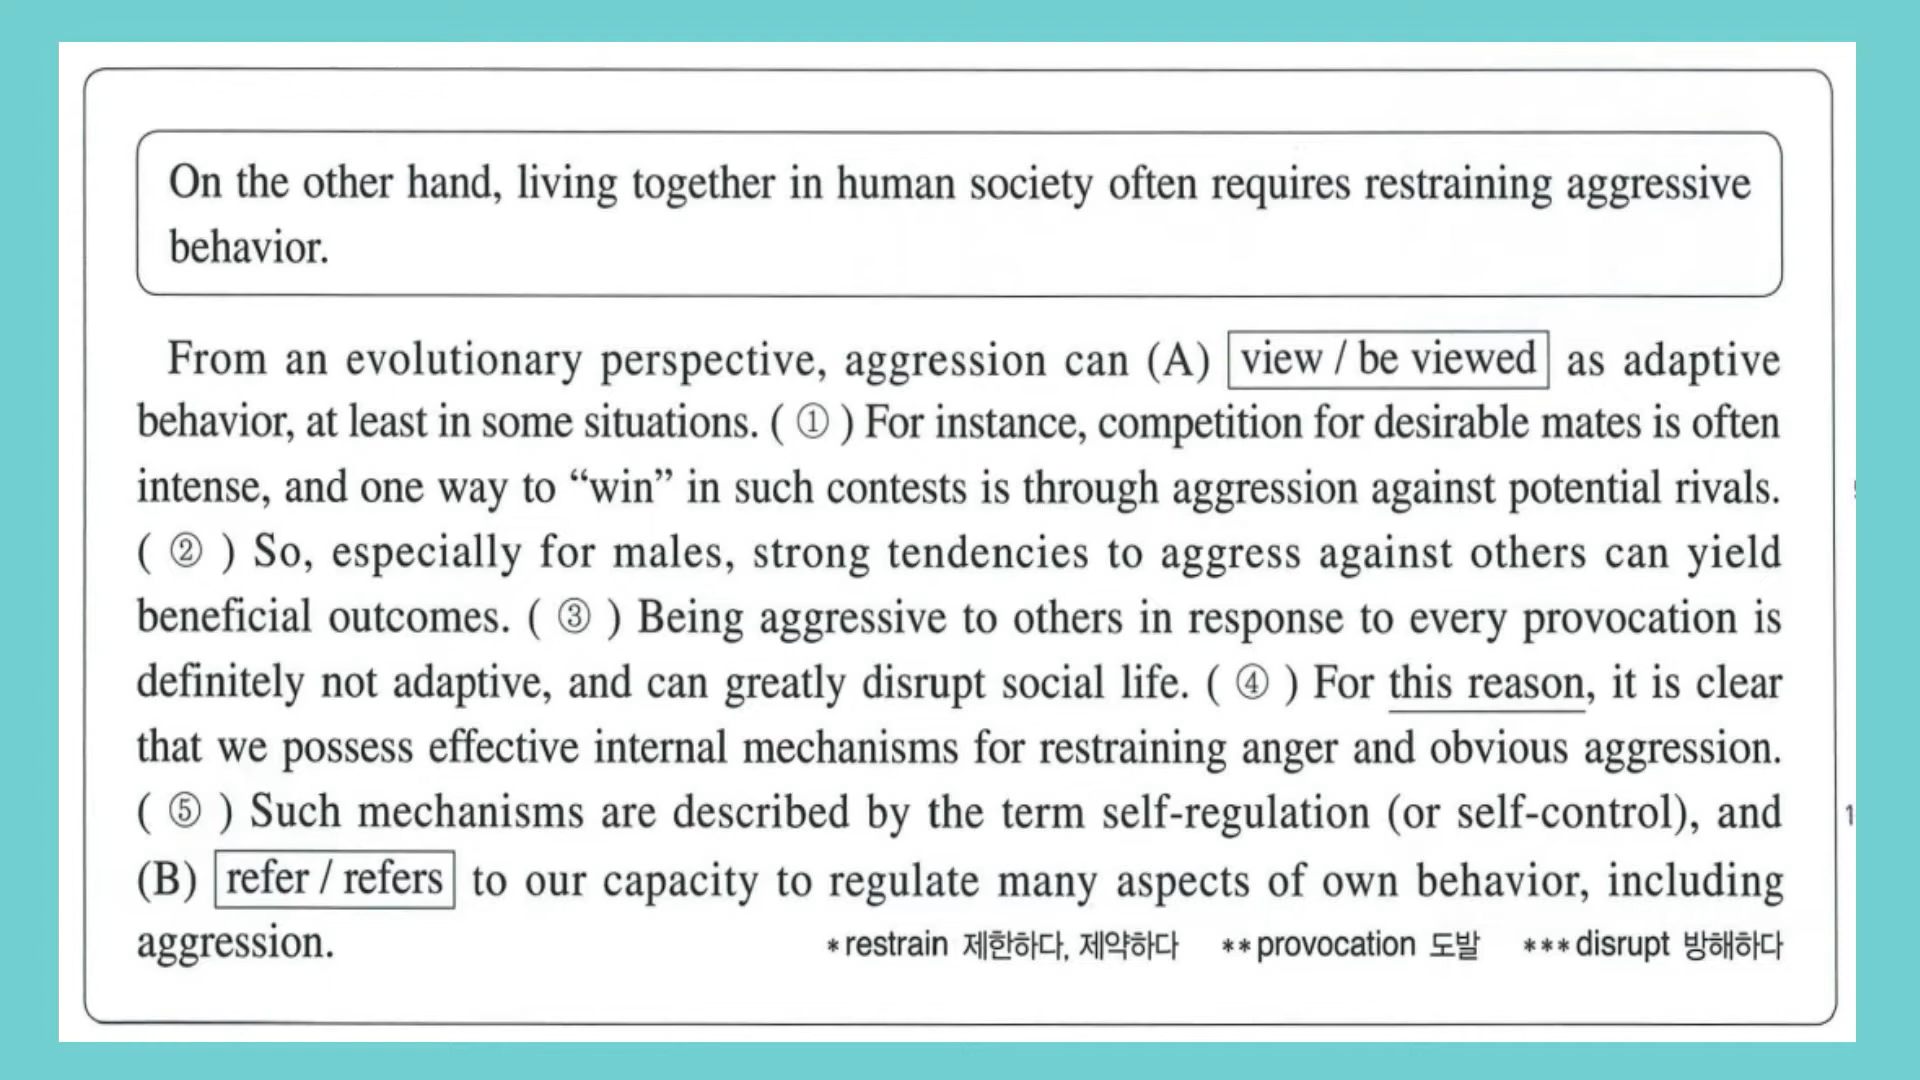 On the other hand, living together in human society often requires restraining aggressive
behavior.
From an evolutionary perspective, aggression can (A) view / be viewed as adaptive
behavior, at least in some situations. ( ① ) For instance, competition for desirable mates is often
intense, and one way to “win” in such contests is through aggression against potential rivals.
( ② ) So, especially for males, strong tendencies to aggress against others can yield
beneficial outcomes. ( ③ ) Being aggressive to others in response to every provocation is
definitely not adaptive, and can greatly disrupt social life. ( ④ ) For this reason, it is clear
that we possess effective internal mechanisms for restraining anger and obvious aggression.
( ⑤ ) Such mechanisms are described by the term self-regulation (or self-control), and
(B) refer / refers to our capacity to regulate many aspects of own behavior, including
aggression. *restrain 제한하다, 제약하다 **provocation 도발 ***disrupt 방해하다